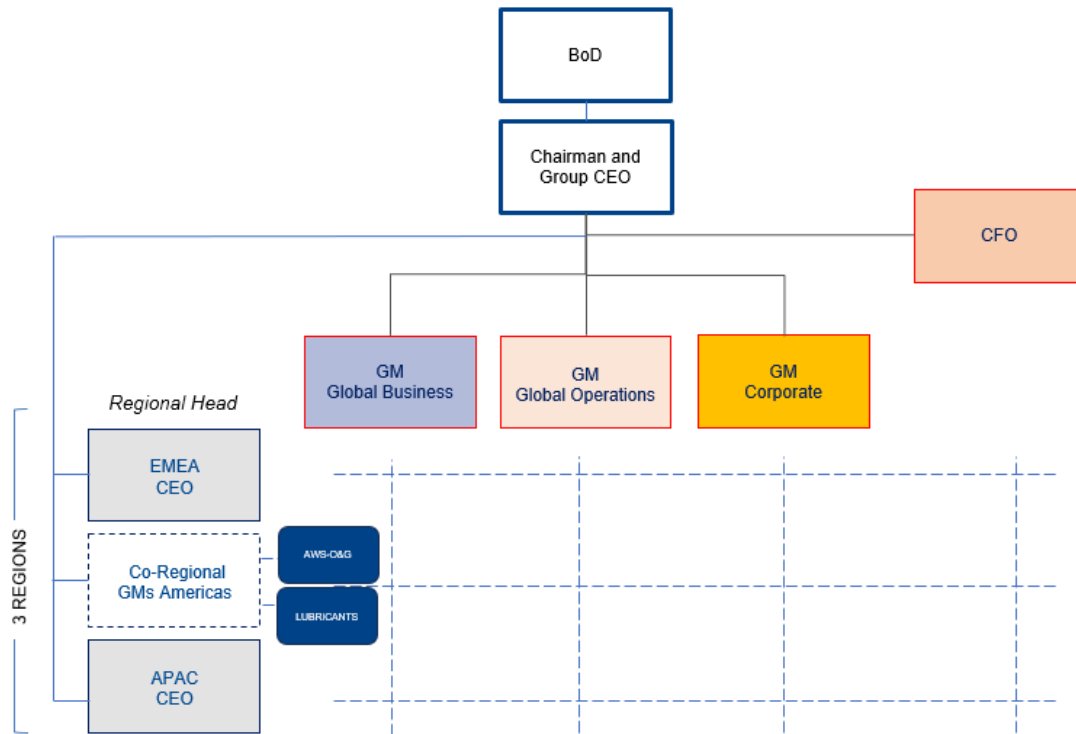 BoD
Chairman and
Group CEO
CFO
GM
Global Business
GM
Global Operations
GM
Corporate
Regional Head
3 REGIONS
EMEA
CEO
Co-Regional
GMs Americas
AWS-O&G
LUBRICANTS
APAC
CEO